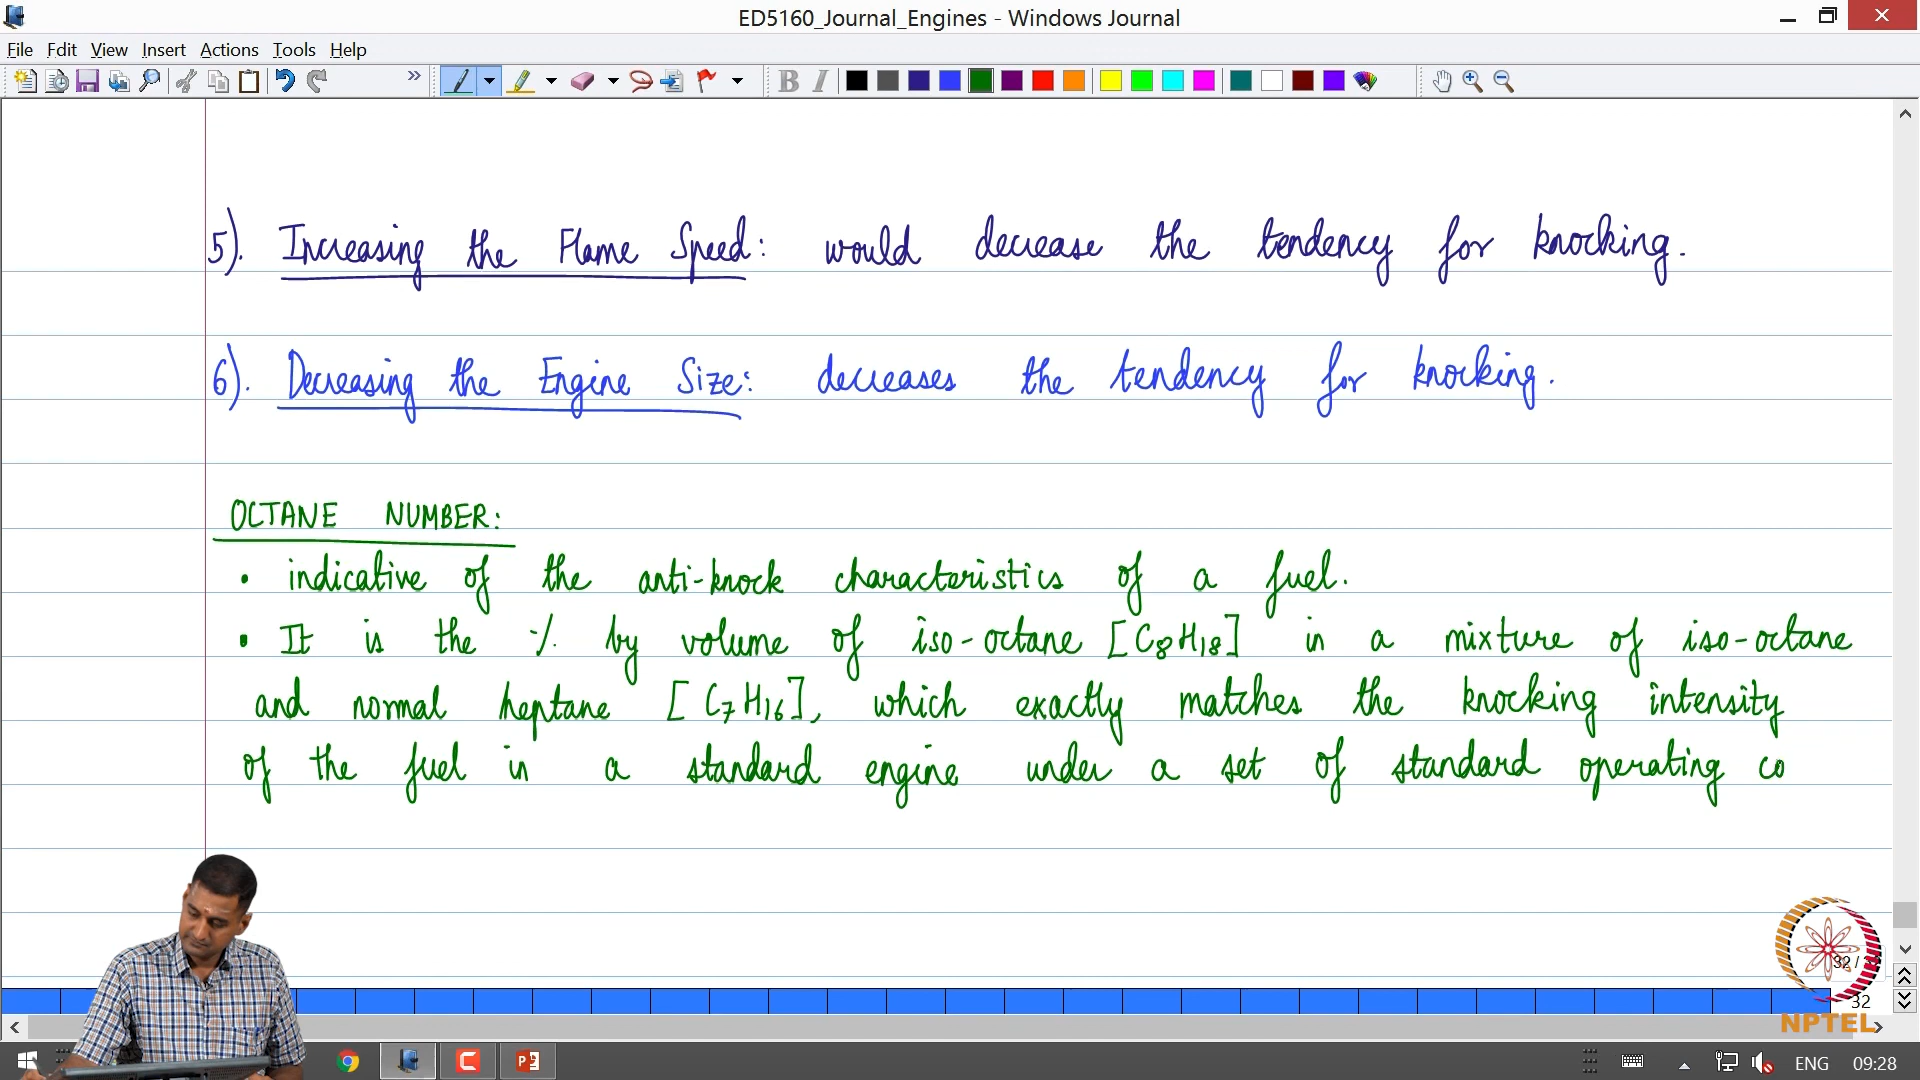 ED5160_Journal_Engines - Windows Journal
File Edit View Insert Actions Tools Help
5). Increasing the Flame Speed: would decrease the tendency for knocking.
6). Decreasing the Engine Size: decreases the tendency for knocking.
OCTANE NUMBER:
• indicative of the anti-knock characteristics of a fuel.
• It is the % by volume of iso-octane [C8H18] in a mixture of iso-octane
and normal heptane [C7H16], which exactly matches the knocking intensity
of the fuel in a standard engine under a set of standard operating co
32
NPTEL
ENG 09:28